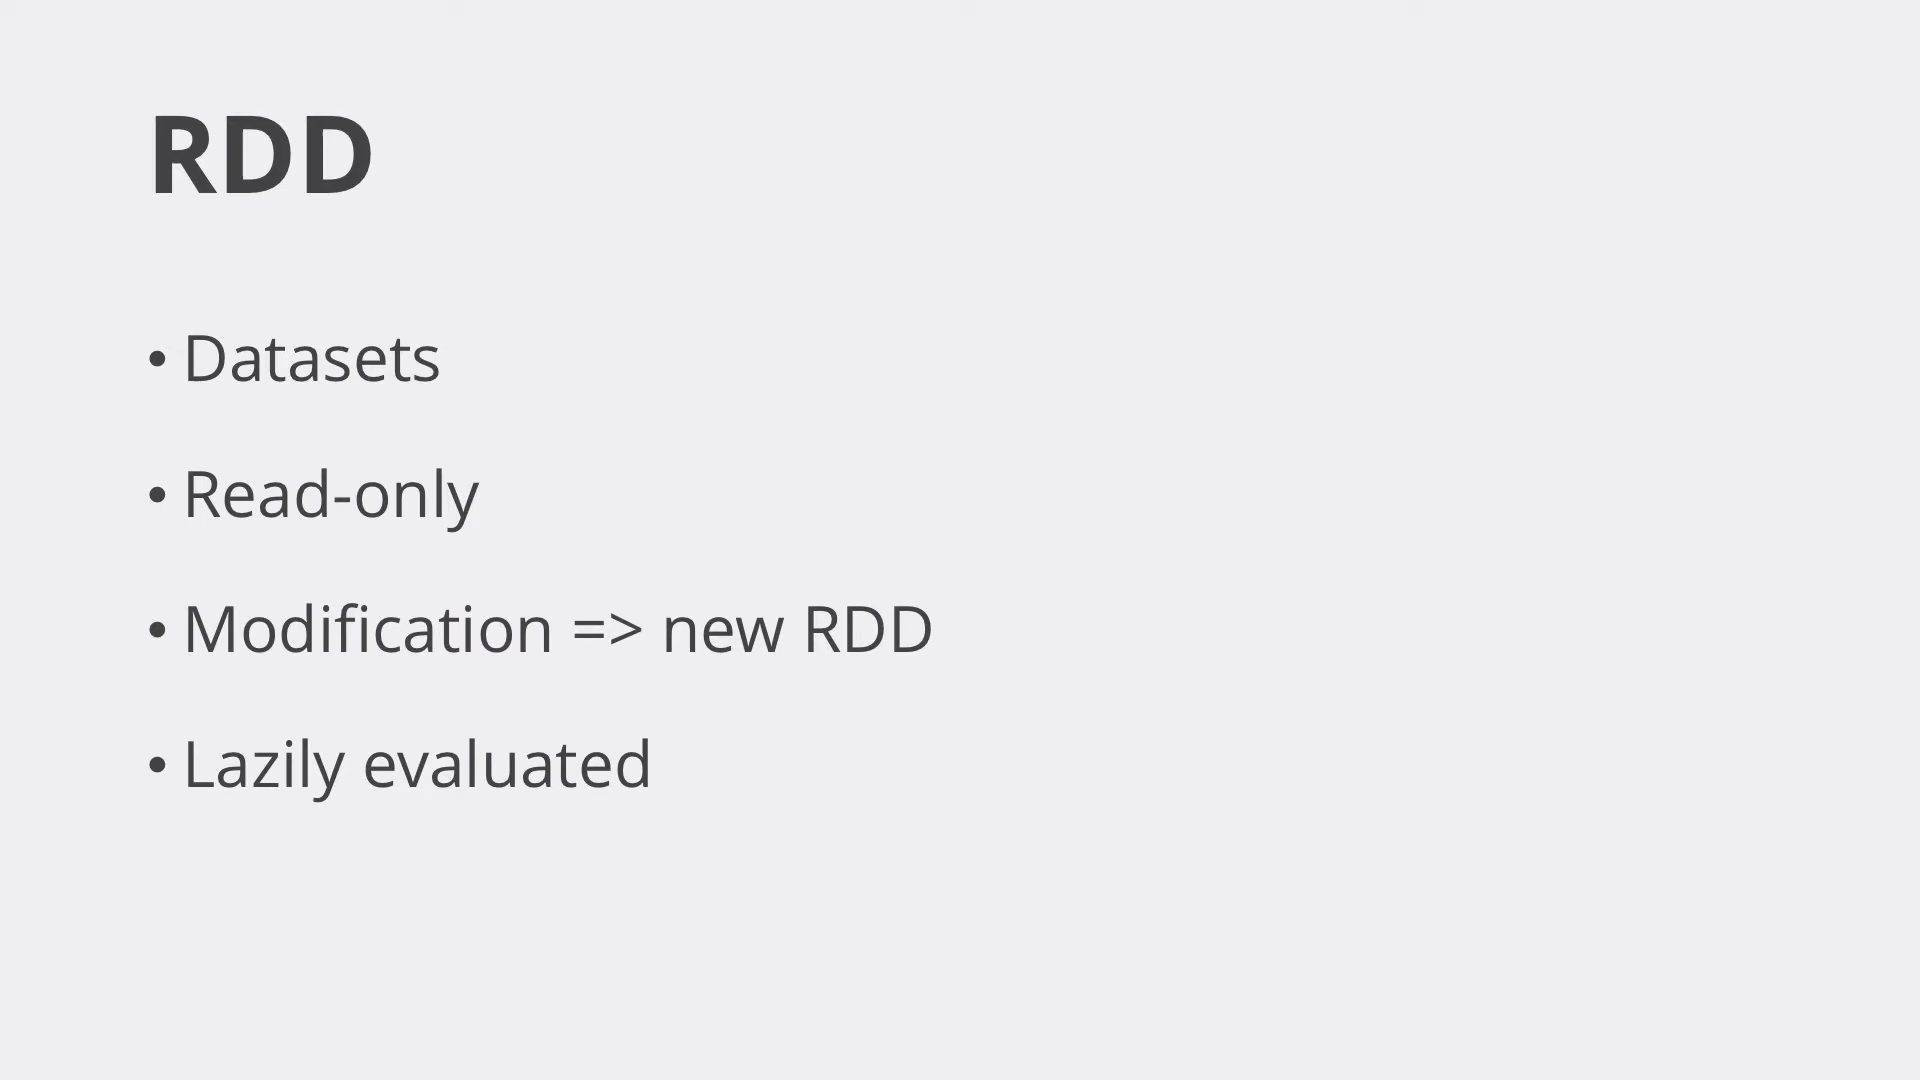 RDD
• Datasets
• Read-only
• Modification => new RDD
• Lazily evaluated